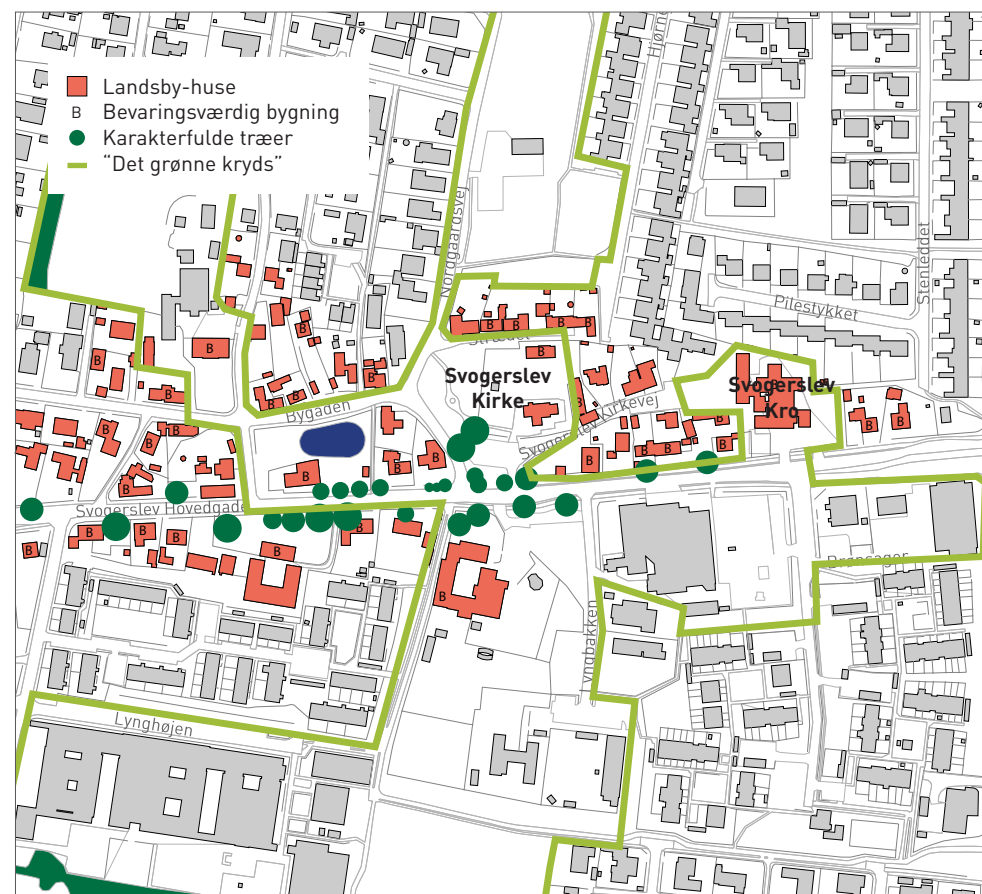 Landsby-huse
B Bevaringsværdig bygning
Karakterfulde træer
“Det grønne kryds”
Nordgaardsvej
Stenleddet
Pilestykket
Strædet
Svogerslev
Kirke
Svogerslev
Kro
Bygaden
Svogerslev Kirkevej
Svogerslev Hovedgade
Lyngbakken
Lynghøjen